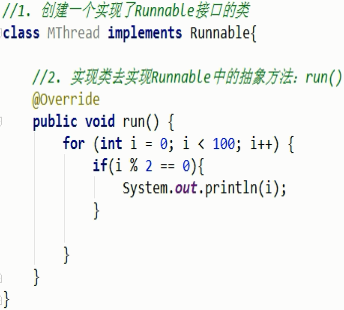 //1. 创建一个实现了Runnable接口的类
class MThread implements Runnable{
//2. 实现类去实现Runnable中的抽象方法：run()
@Override
public void run() {
for (int i = 0; i < 100; i++) {
if(i % 2 == 0){
System.out.println(i);
}
}
}
}